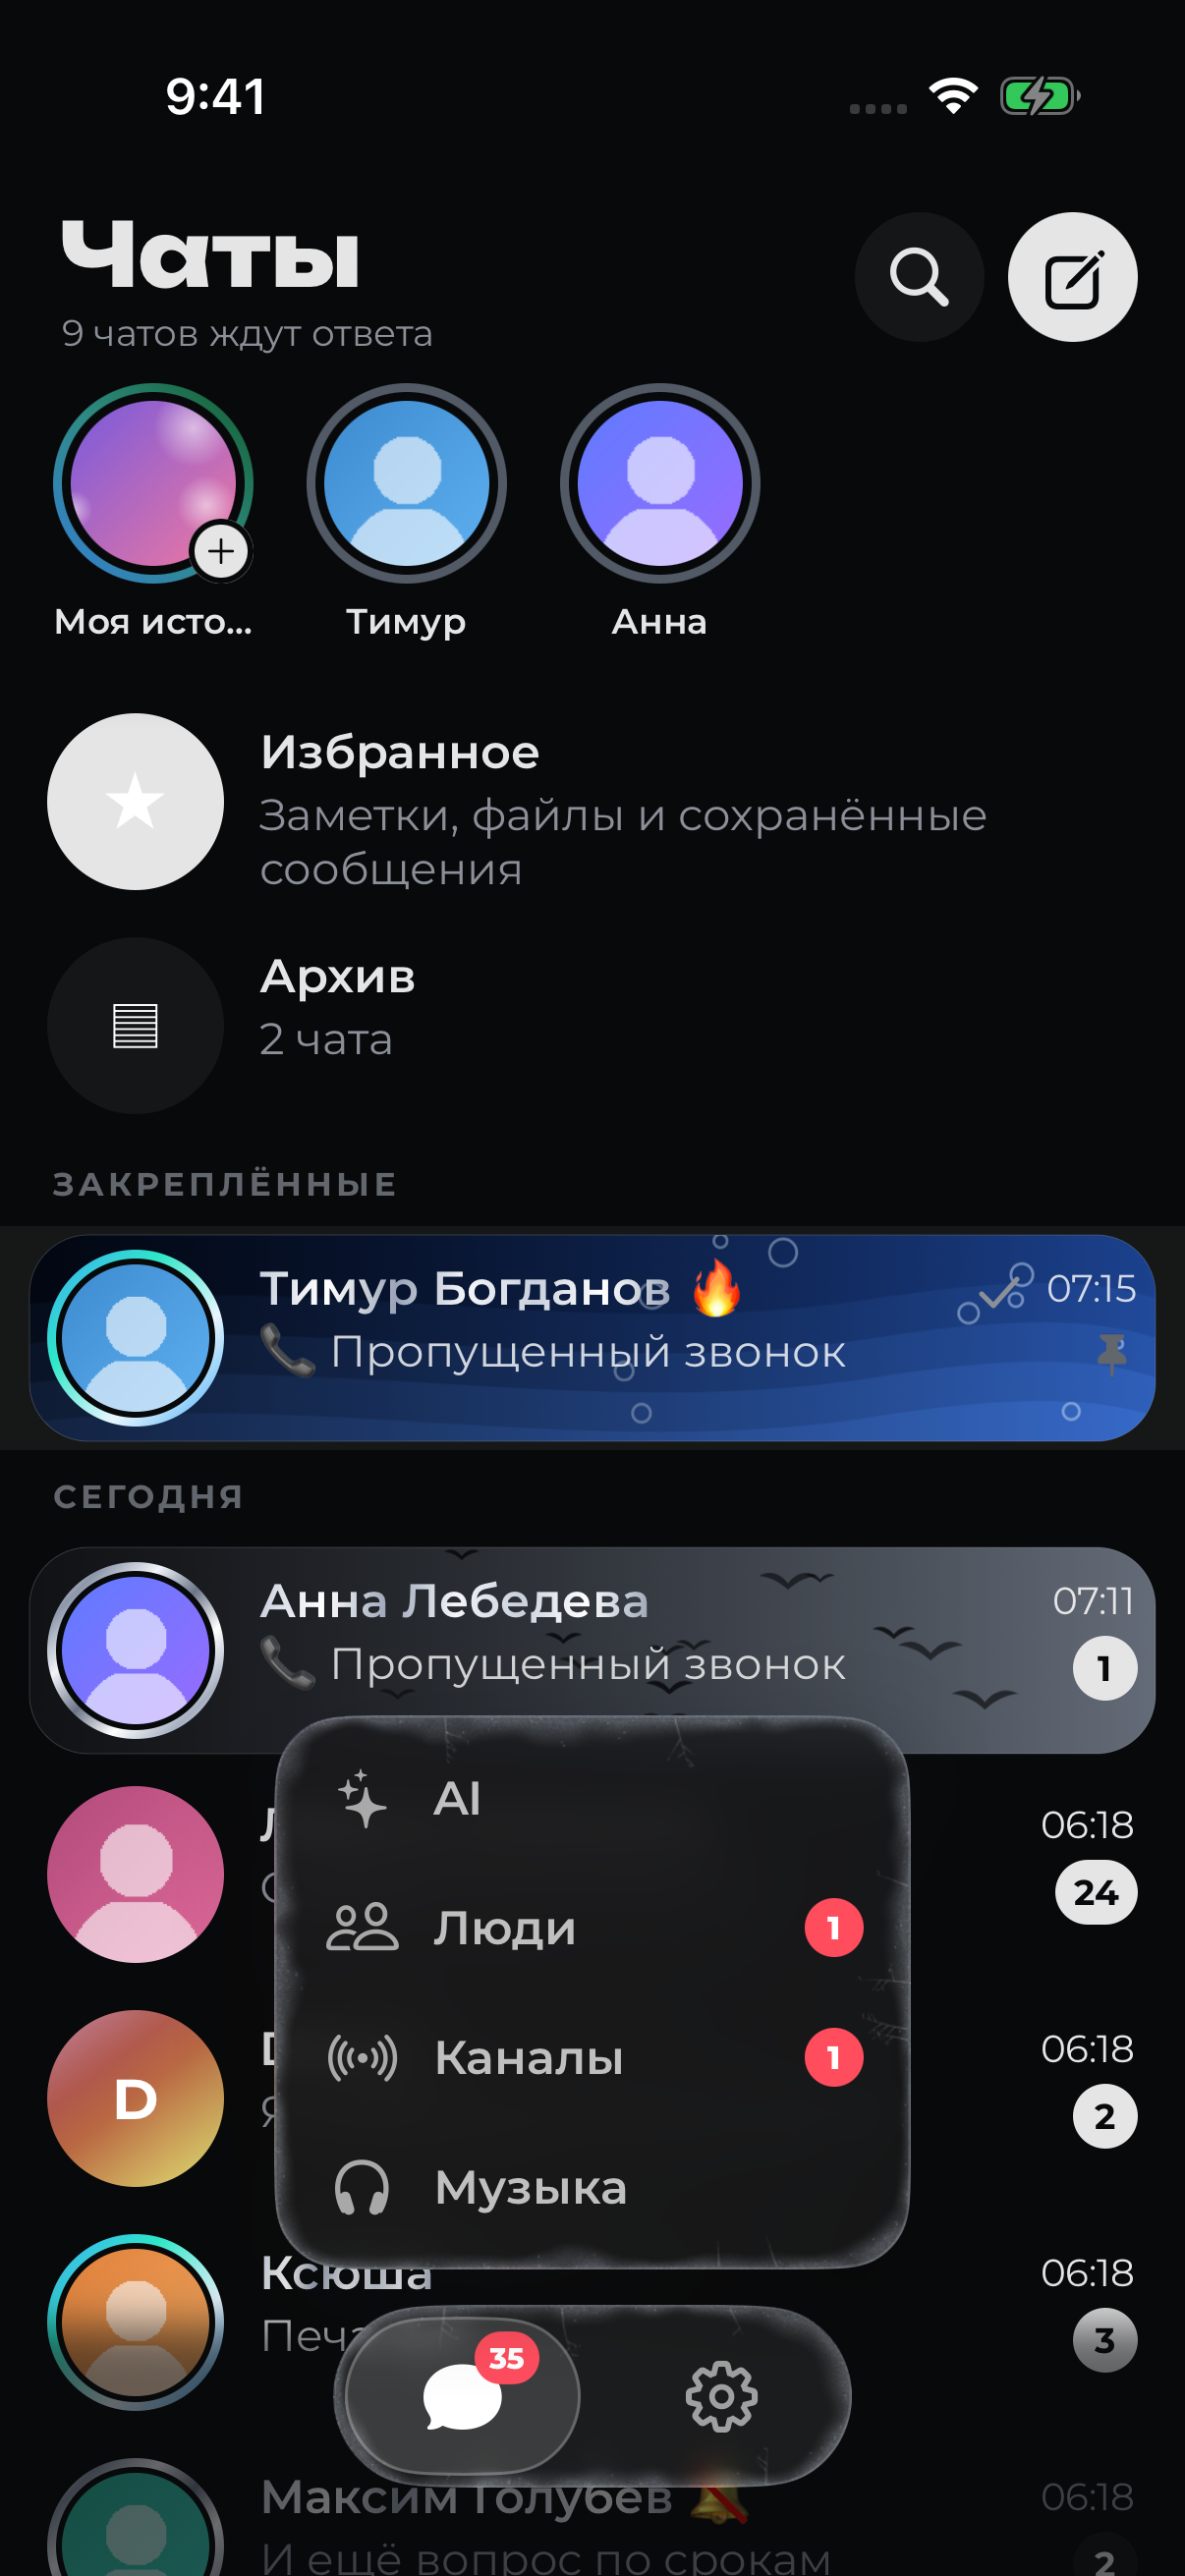 9:41
Чаты
9 чатов ждут ответа
Моя исто...
Тимур
Анна
Избранное
Заметки, файлы и сохранённые
сообщения
Архив
2 чата
ЗАКРЕПЛЁННЫЕ
Тимур Богданов 🔥 07:15
📞 Пропущенный звонок
СЕГОДНЯ
Анна Лебедева 07:11
📞 Пропущенный звонок 1
AI
06:18
24
Люди 1
06:18
Каналы 1
D
2
Музыка
Ксюша 06:18
3
35
Максим Голубев 06:18
И ещё вопрос по срокам 2